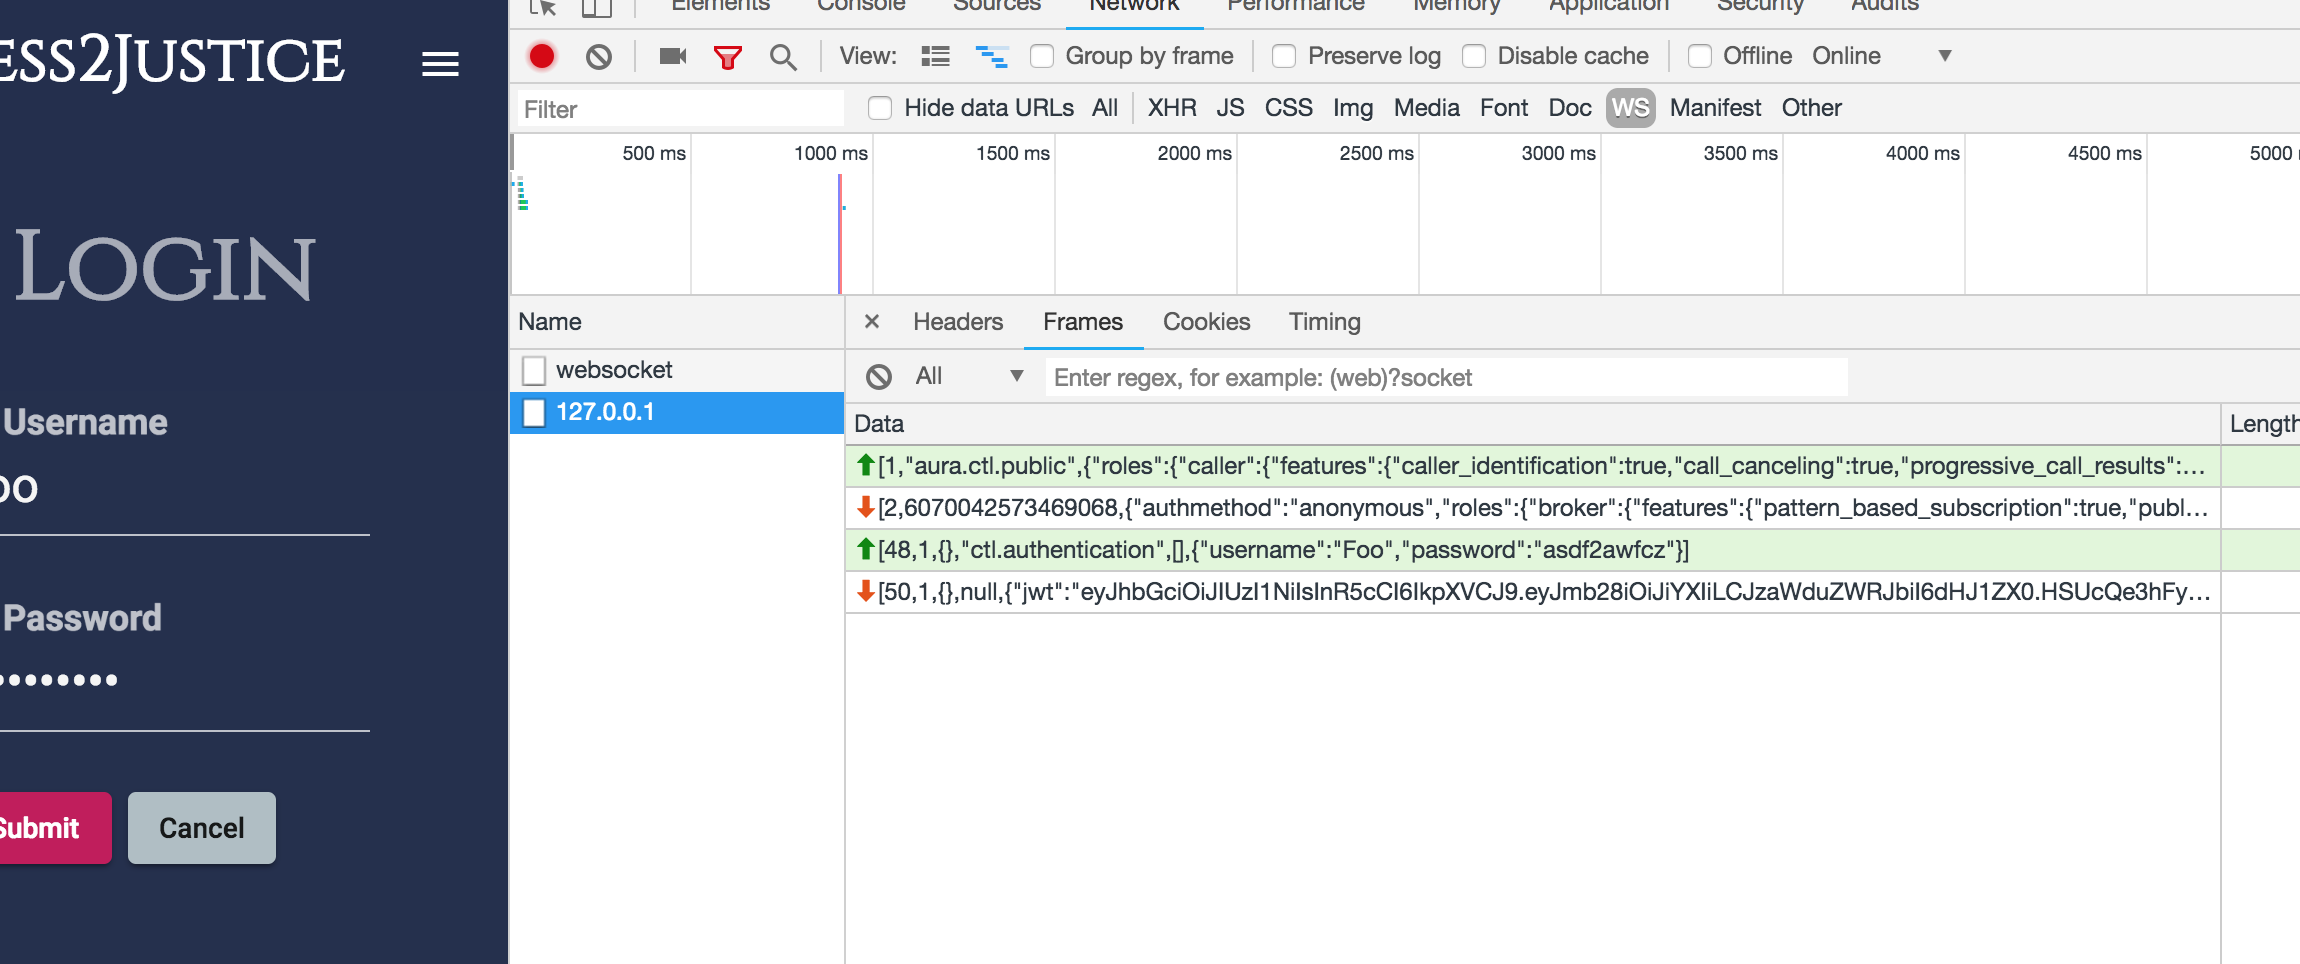 ess2Justice
Login
Username
oo
Password
Submit
Cancel
Elements Console Sources Network Performance Memory Application Security Audits
View: Group by frame Preserve log Disable cache Offline Online
Filter Hide data URLs All XHR JS CSS Img Media Font Doc WS Manifest Other
500 ms 1000 ms 1500 ms 2000 ms 2500 ms 3000 ms 3500 ms 4000 ms 4500 ms 5000
Name
websocket
127.0.0.1
× Headers Frames Cookies Timing
All Enter regex, for example: (web)?socket
Data Length
[1,"aura.ctl.public",{"roles":{"caller":{"features":{"caller_identification":true,"call_canceling":true,"progressive_call_results":...
[2,6070042573469068,{"authmethod":"anonymous","roles":{"broker":{"features":{"pattern_based_subscription":true,"publ...
[48,1,{},"ctl.authentication",[],{"username":"Foo","password":"asdf2awfcz"}]
[50,1,{},null,{"jwt":"eyJhbGciOiJIUzI1NiIsInR5cCI6IkpXVCJ9.eyJmb28iOiJiYXIiLCJzaWduZWRJbiI6dHJ1ZX0.HSUcQe3hFy...